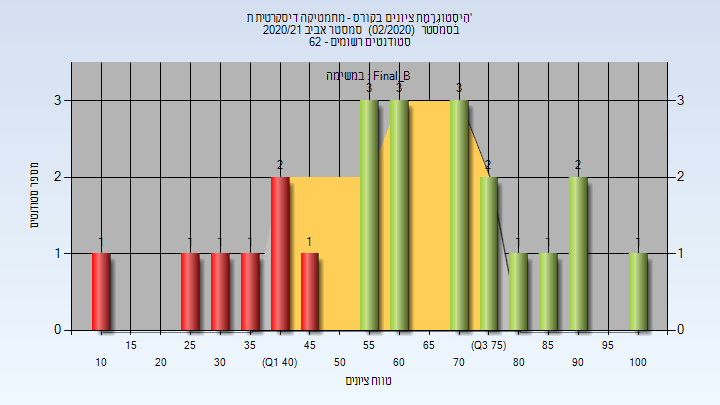 היסטוגרמת ציונים בקורס - מתמטיקה דיסקרטית ת'
בסמסטר (02/2020) סמסטר אביב 2020/21
סטודנטים רשומים - 62
במשימה : Final_B
מספר סטודנטים
3 3
2 2
1 1
0 0
1 1 1 1 2 1 3 3 3 2 1 1 2 1
15 25 35 45 55 65 (Q3 75) 85 95
10 20 30 (Q1 40) 50 60 70 80 90 100
טווח ציונים